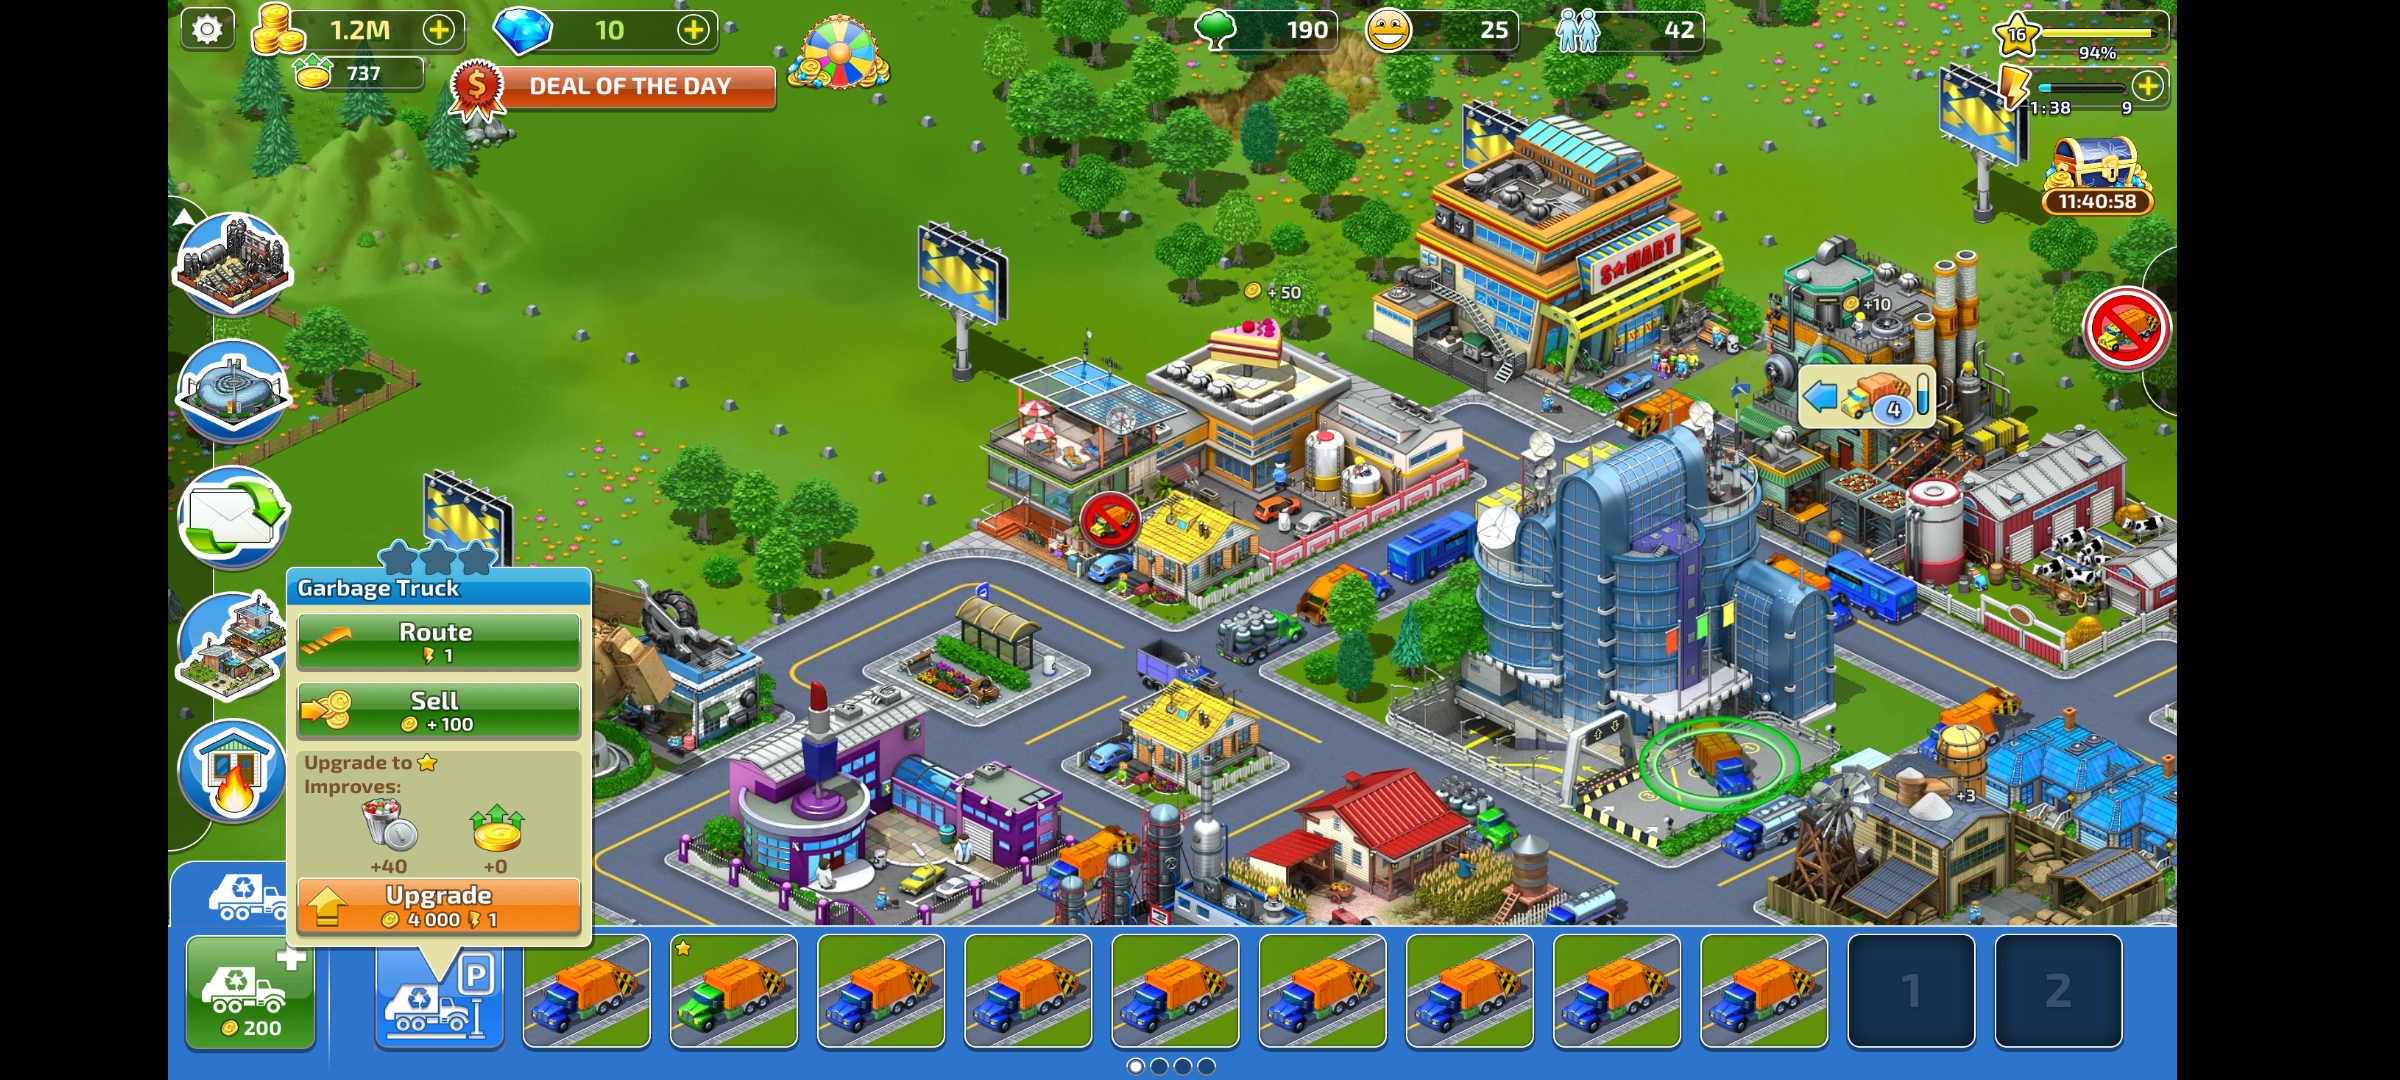 1.2M
10
190
25
42
16
94%
737
DEAL OF THE DAY
1:38
9
11:40:58
S★MART
+50
+10
4
Garbage Truck
Route
1
Sell
+100
Upgrade to
Improves:
+40
+0
Upgrade
4 000
1
+3
200
P
1
2